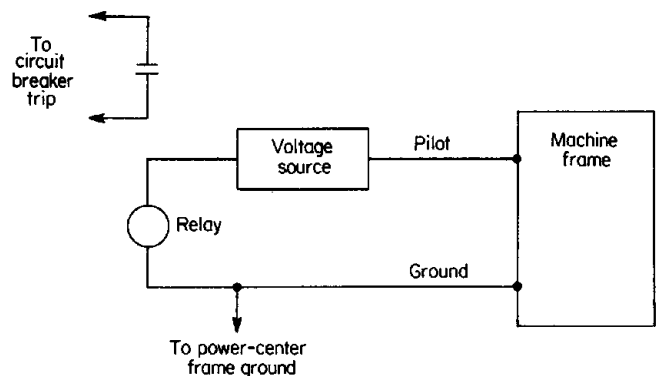 To
circuit
breaker
trip
Voltage
source
Pilot
Machine
frame
Relay
Ground
To power-center
frame ground